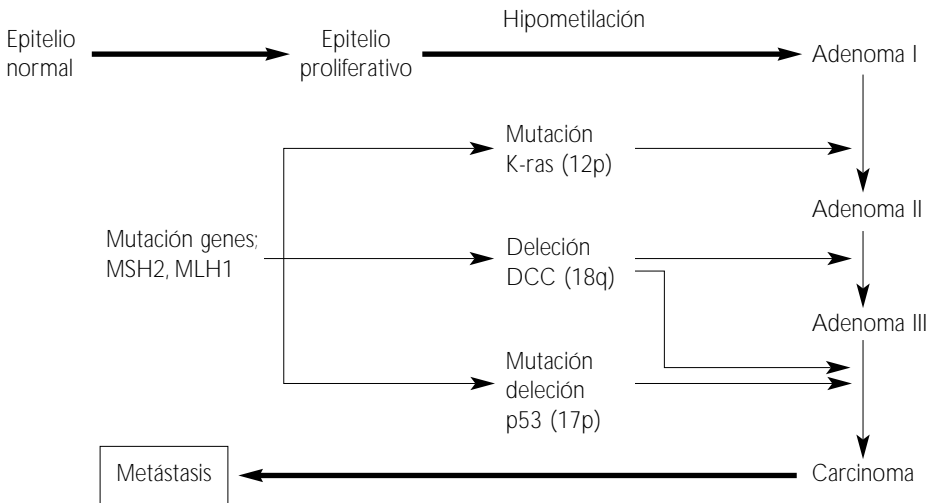 Hipometilación
Epitelio
normal
Epitelio
proliferativo
Adenoma I
Mutación
K-ras (12p)
Adenoma II
Mutación genes;
MSH2, MLH1
Deleción
DCC (18q)
Adenoma III
Mutación
deleción
p53 (17p)
Metástasis
Carcinoma